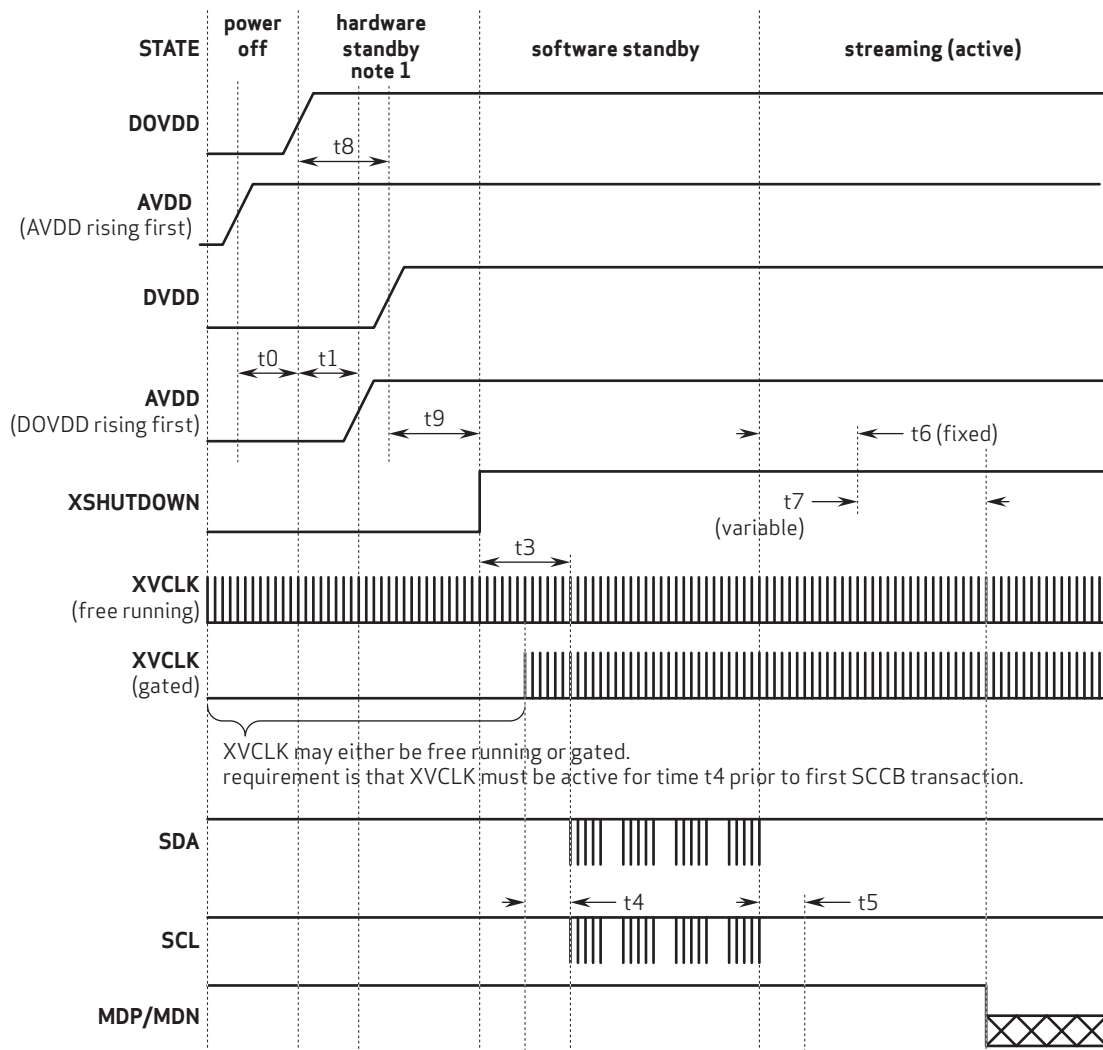 STATE
power
off
hardware
standby
note 1
software standby
streaming (active)
DOVDD
t8
AVDD
(AVDD rising first)
DVDD
t0
t1
AVDD
(DOVDD rising first)
t9
t6 (fixed)
XSHUTDOWN
t7
(variable)
t3
XVCLK
(free running)
XVCLK
(gated)
XVCLK may either be free running or gated.
requirement is that XVCLK must be active for time t4 prior to first SCCB transaction.
SDA
t4
t5
SCL
MDP/MDN